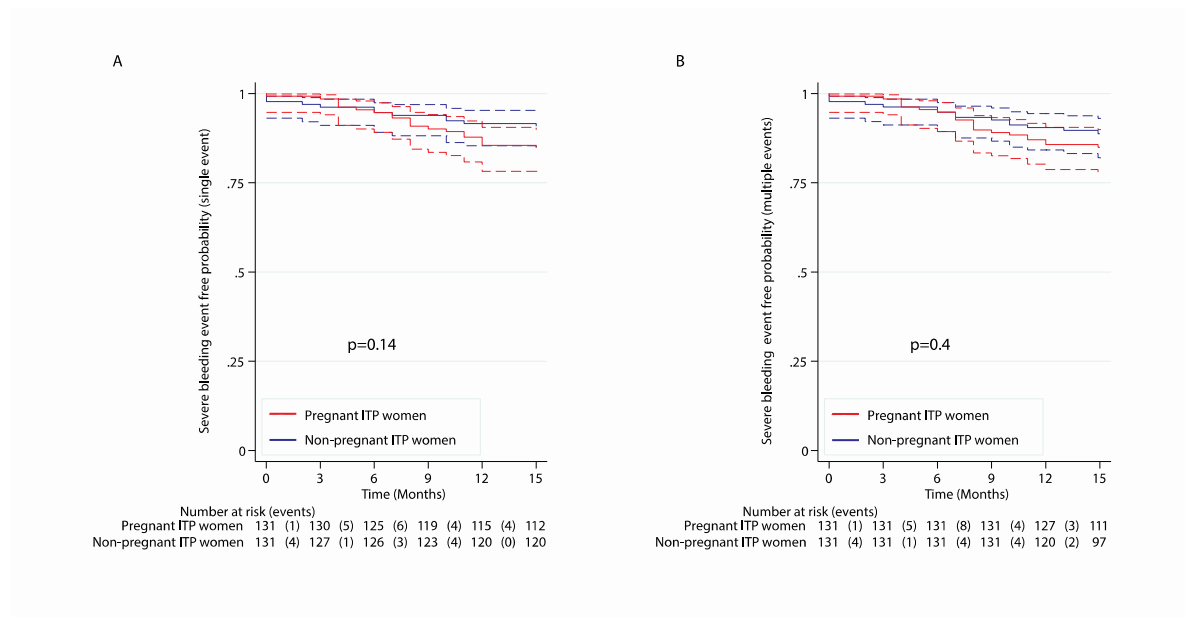 A
Severe bleeding event free probability (single event)
1
.75
.5
.25
0
p=0.14
Pregnant ITP women
Non-pregnant ITP women
0 3 6 9 12 15
Time (Months)
Number at risk (events)
Pregnant ITP women 131 (1) 130 (5) 125 (6) 119 (4) 115 (4) 112
Non-pregnant ITP women 131 (4) 127 (1) 126 (3) 123 (4) 120 (0) 120
B
Severe bleeding event free probability (multiple events)
1
.75
.5
.25
0
p=0.4
Pregnant ITP women
Non-pregnant ITP women
0 3 6 9 12 15
Time (Months)
Number at risk (events)
Pregnant ITP women 131 (1) 131 (5) 131 (8) 131 (4) 127 (3) 111
Non-pregnant ITP women 131 (4) 131 (1) 131 (4) 131 (4) 120 (2) 97